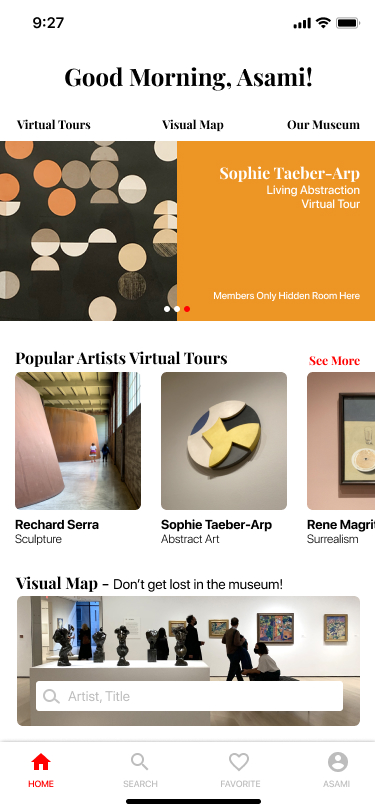 9:27
Good Morning, Asami!
Virtual Tours Visual Map Our Museum
Sophie Taeber-Arp
Living Abstraction
Virtual Tour
Members Only Hidden Room Here
Popular Artists Virtual Tours See More
Rechard Serra Sophie Taeber-Arp Rene Magrit
Sculpture Abstract Art Surrealism
Visual Map - Don't get lost in the museum!
Artist, Title
HOME SEARCH FAVORITE ASAMI